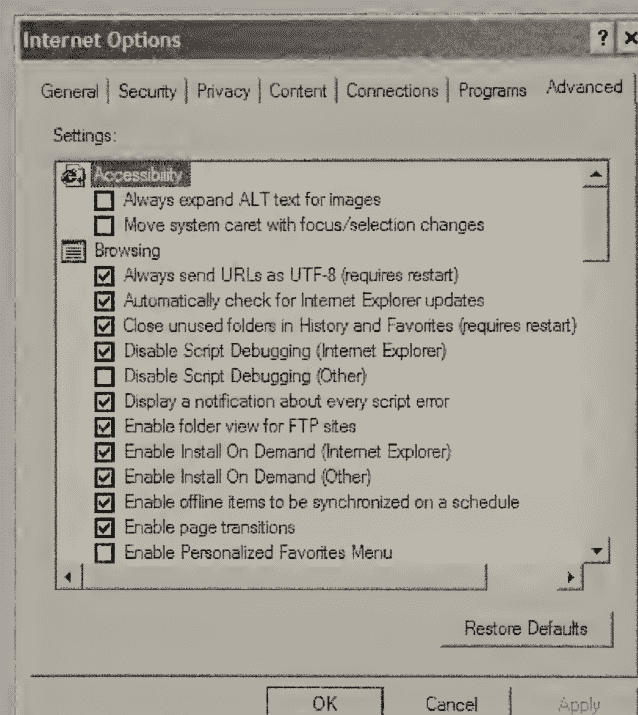 Internet Options
General Security Privacy Content Connections Programs Advanced
Settings:
Accessibility
Always expand ALT text for images
Move system caret with focus/selection changes
Browsing
Always send URLs as UTF-8 (requires restart)
Automatically check for Internet Explorer updates
Close unused folders in History and Favorites (requires restart)
Disable Script Debugging (Internet Explorer)
Disable Script Debugging (Other)
Display a notification about every script error
Enable folder view for FTP sites
Enable Install On Demand (Internet Explorer)
Enable Install On Demand (Other)
Enable offline items to be synchronized on a schedule
Enable page transitions
Enable Personalized Favorites Menu
Restore Defaults
OK Cancel Apply